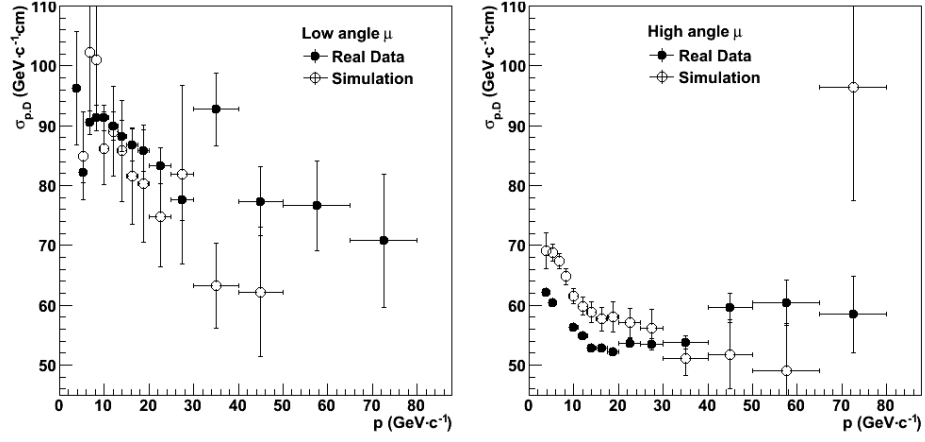 σp.D (GeV·c-1·cm)
110
100
90
80
70
60
50
Low angle μ
Real Data
Simulation
0 10 20 30 40 50 60 70 80
p (GeV·c-1)
σp.D (GeV·c-1·cm)
110
100
90
80
70
60
50
High angle μ
Real Data
Simulation
0 10 20 30 40 50 60 70 80
p (GeV·c-1)